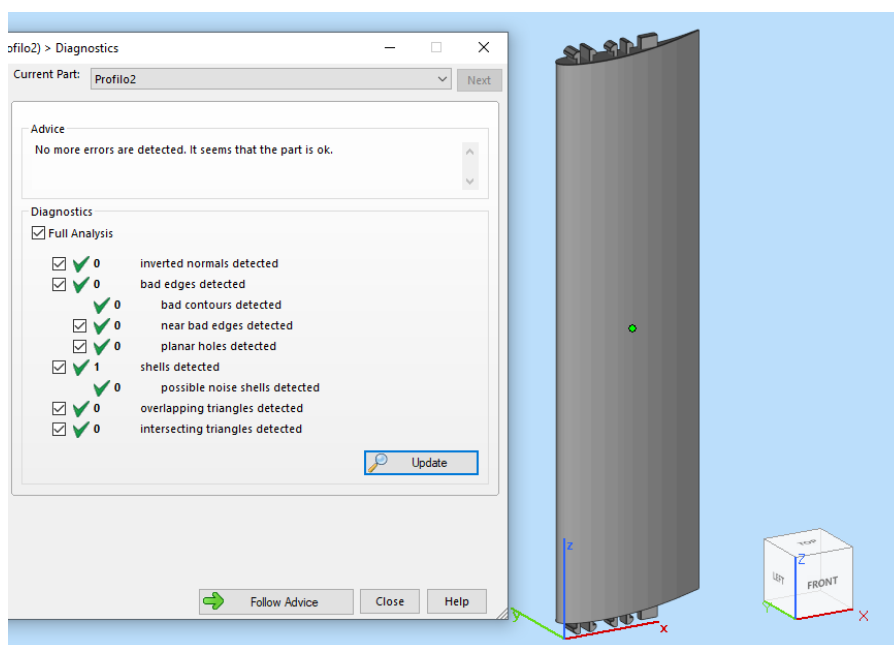 ofilo2) > Diagnostics
Current Part: Profilo2 Next
Advice
No more errors are detected. It seems that the part is ok.
Diagnostics
Full Analysis
0 inverted normals detected
0 bad edges detected
0 bad contours detected
0 near bad edges detected
0 planar holes detected
1 shells detected
0 possible noise shells detected
0 overlapping triangles detected
0 intersecting triangles detected
Update
Follow Advice Close Help
z
y
x
TOP
LEFT FRONT
Z
Y
X